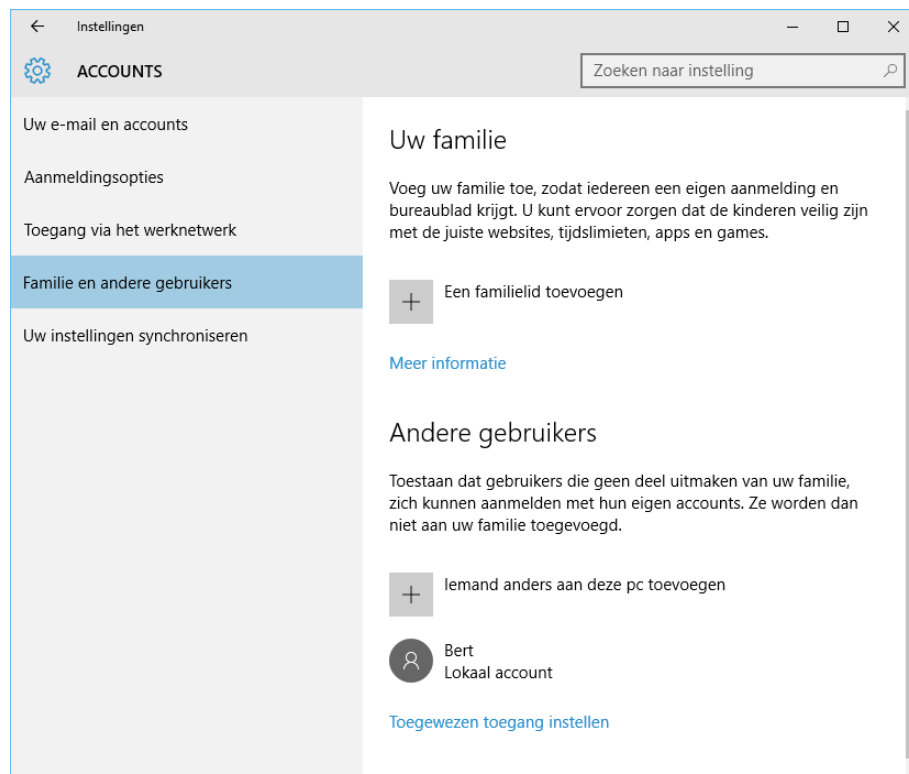 Instellingen
ACCOUNTS
Zoeken naar instelling
Uw e-mail en accounts
Aanmeldingsopties
Toegang via het werknetwerk
Familie en andere gebruikers
Uw instellingen synchroniseren
Uw familie
Voeg uw familie toe, zodat iedereen een eigen aanmelding en
bureaublad krijgt. U kunt ervoor zorgen dat de kinderen veilig zijn
met de juiste websites, tijdslimieten, apps en games.
Een familielid toevoegen
Meer informatie
Andere gebruikers
Toestaan dat gebruikers die geen deel uitmaken van uw familie,
zich kunnen aanmelden met hun eigen accounts. Ze worden dan
niet aan uw familie toegevoegd.
Iemand anders aan deze pc toevoegen
Bert
Lokaal account
Toegewezen toegang instellen